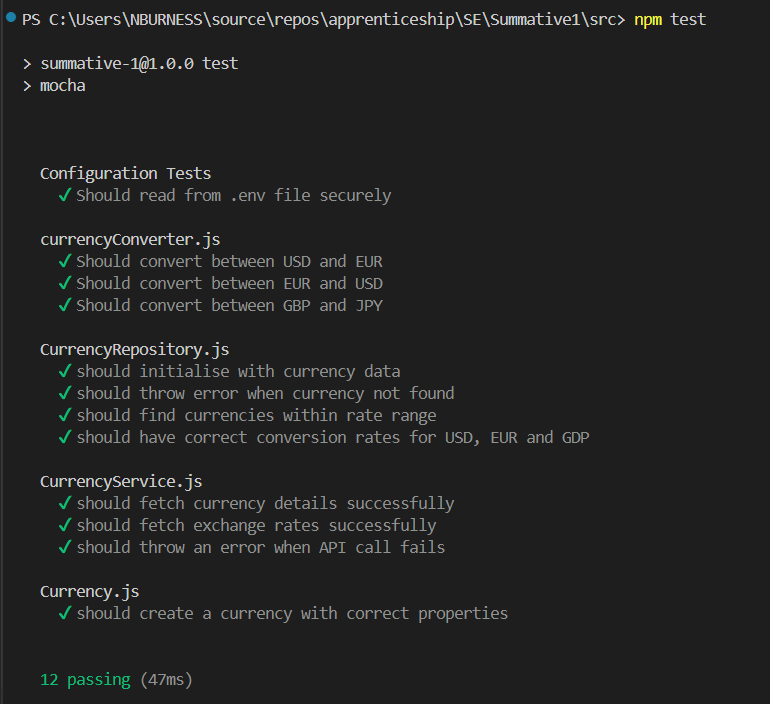 PS C:\Users\NBURNESS\source\repos\apprenticeship\SE\Summative1\src> npm test
> summative-1@1.0.0 test
> mocha
Configuration Tests
✓ Should read from .env file securely
currencyConverter.js
✓ Should convert between USD and EUR
✓ Should convert between EUR and USD
✓ Should convert between GBP and JPY
CurrencyRepository.js
✓ should initialise with currency data
✓ should throw error when currency not found
✓ should find currencies within rate range
✓ should have correct conversion rates for USD, EUR and GDP
CurrencyService.js
✓ should fetch currency details successfully
✓ should fetch exchange rates successfully
✓ should throw an error when API call fails
Currency.js
✓ should create a currency with correct properties
12 passing (47ms)